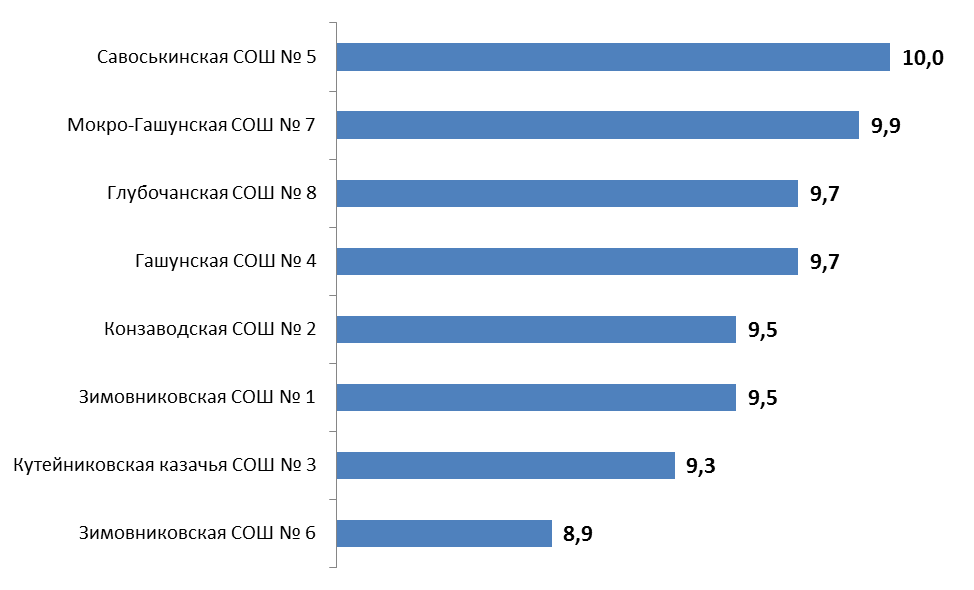 Савоськинская СОШ № 5 10,0
Мокро-Гашунская СОШ № 7 9,9
Глубочанская СОШ № 8 9,7
Гашунская СОШ № 4 9,7
Конзаводская СОШ № 2 9,5
Зимовниковская СОШ № 1 9,5
Кутейниковская казачья СОШ № 3 9,3
Зимовниковская СОШ № 6 8,9